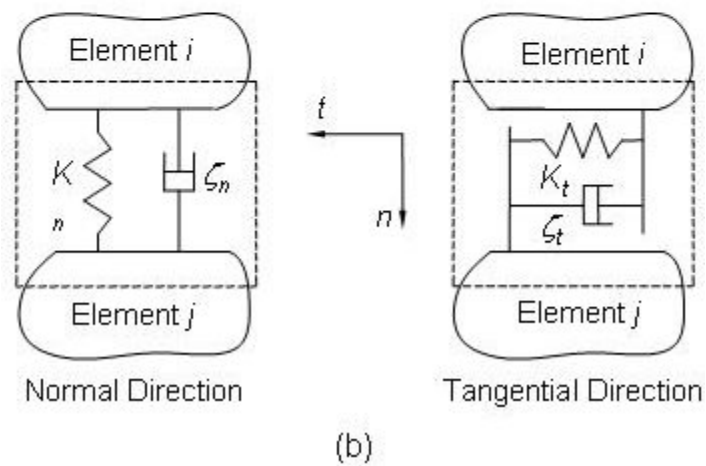 Element i
K
n
ζn
Element j
Normal Direction
t
n
Element i
Kt
ζt
Element j
Tangential Direction
(b)